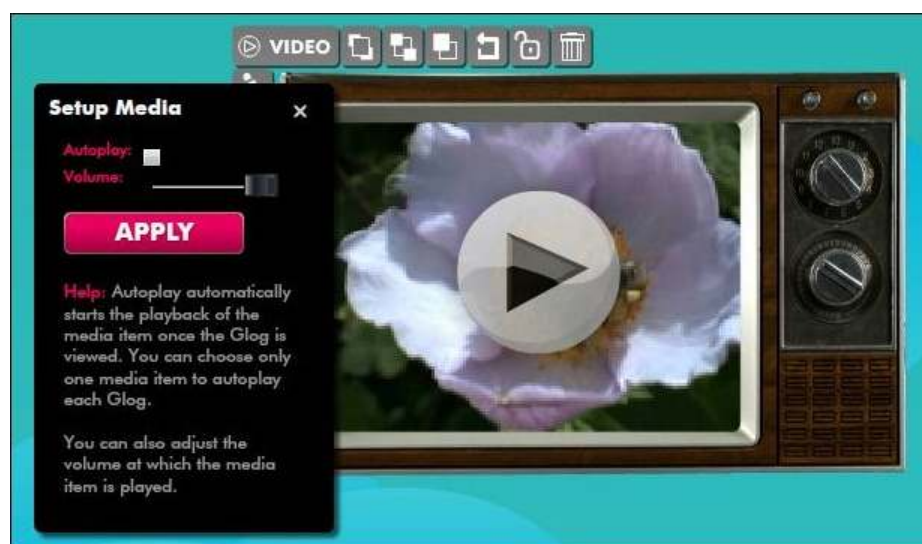 VIDEO
Setup Media
Autoplay:
Volume:
APPLY
Help: Autoplay automatically
starts the playback of the
media item once the Glog is
viewed. You can choose only
one media item to autoplay
each Glog.
You can also adjust the
volume at which the media
item is played.